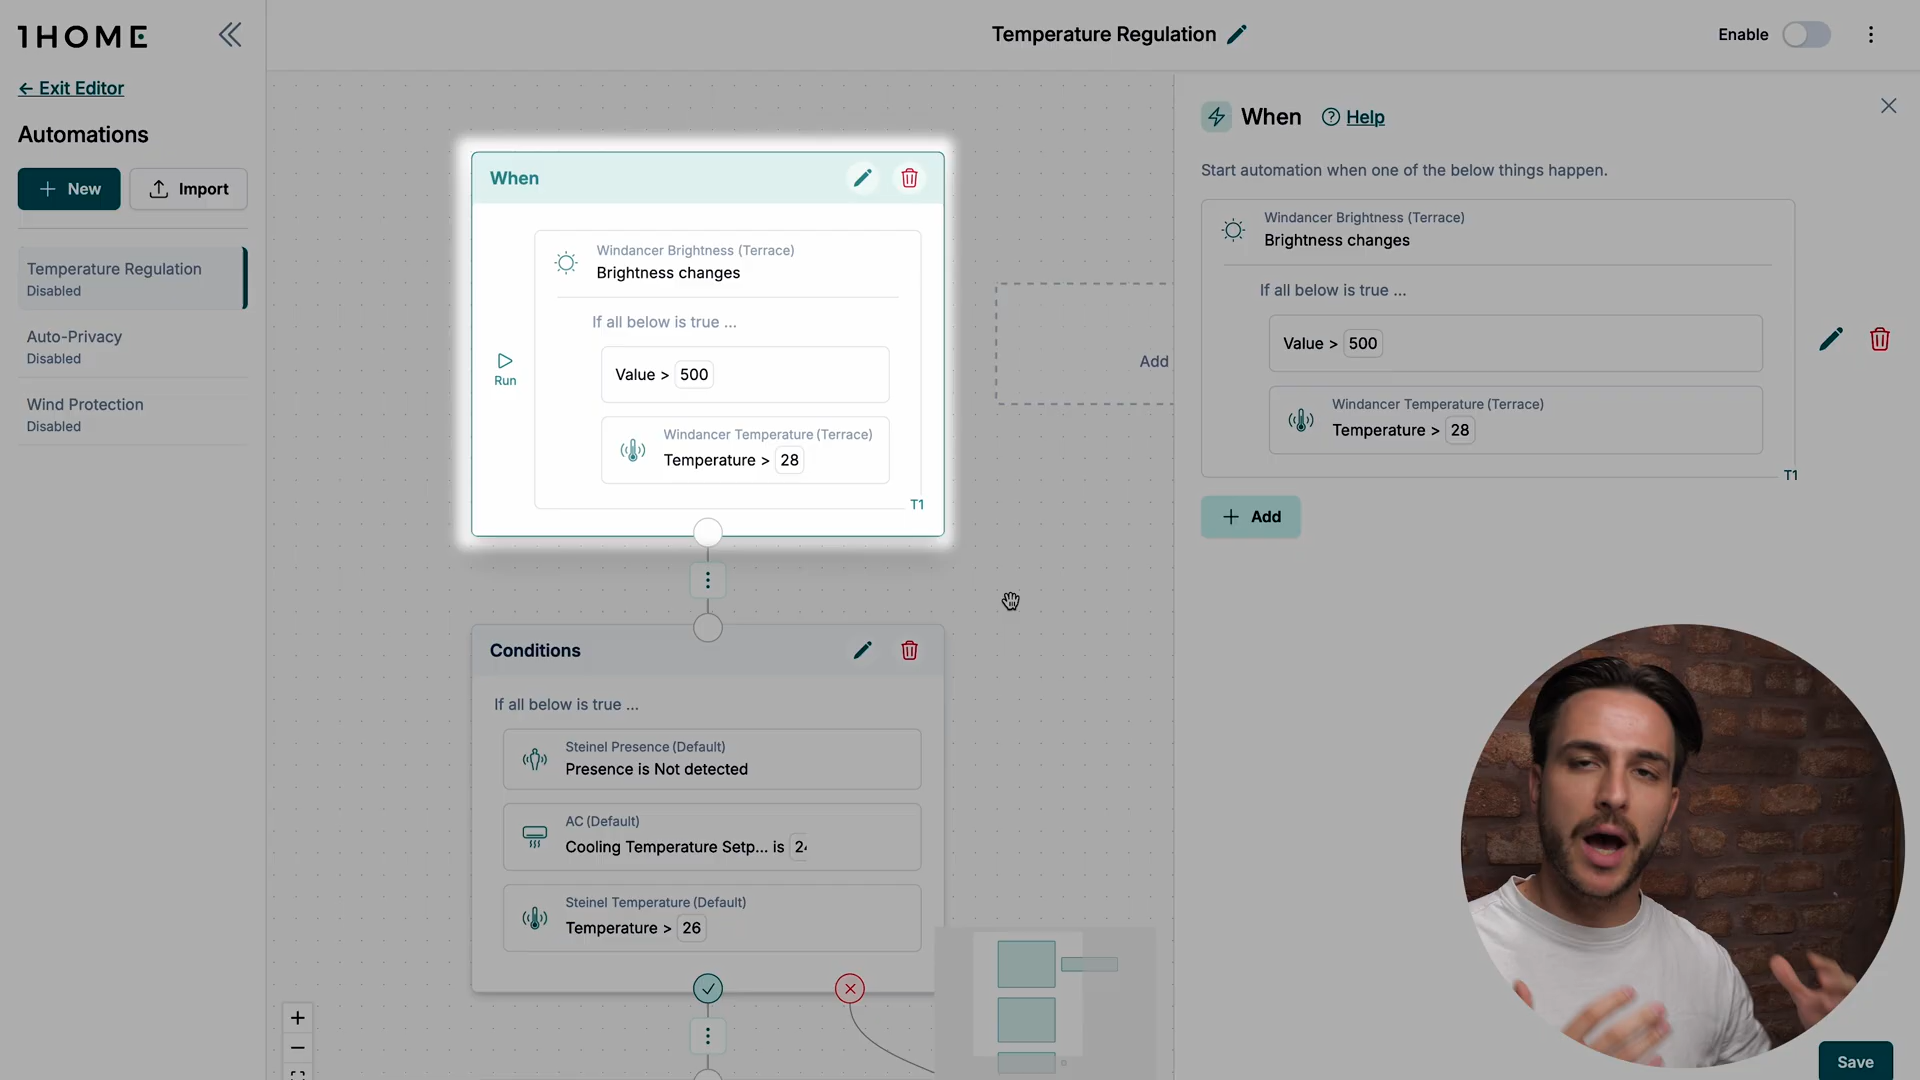 1HOME
← Exit Editor
Automations
+ New
Import
Temperature Regulation
Disabled
Auto-Privacy
Disabled
Wind Protection
Disabled
Temperature Regulation
Enable
When
Windancer Brightness (Terrace)
Brightness changes
If all below is true ...
Value > 500
Windancer Temperature (Terrace)
Temperature > 28
T1
Run
Conditions
If all below is true ...
Steinel Presence (Default)
Presence is Not detected
AC (Default)
Cooling Temperature Setp... is
Steinel Temperature (Default)
Temperature > 26
Add
When
? Help
Start automation when one of the below things happen.
Windancer Brightness (Terrace)
Brightness changes
If all below is true ...
Value > 500
Windancer Temperature (Terrace)
Temperature > 28
T1
+ Add
Save